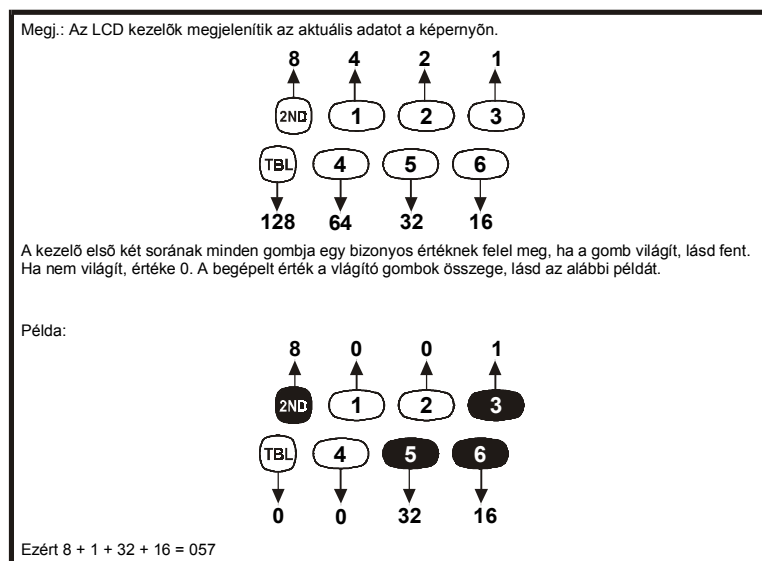 Megj.: Az LCD kezelõk megjelenítik az aktuális adatot a képernyõn.
8 4 2 1
2ND 1 2 3
TBL 4 5 6
128 64 32 16
A kezelõ elsõ két sorának minden gombja egy bizonyos értéknek felel meg, ha a gomb világít, lásd fent.
Ha nem világít, értéke 0. A begépelt érték a vlágító gombok összege, lásd az alábbi példát.
Példa:
8 0 0 1
2ND 1 2 3
TBL 4 5 6
0 0 32 16
Ezért 8 + 1 + 32 + 16 = 057